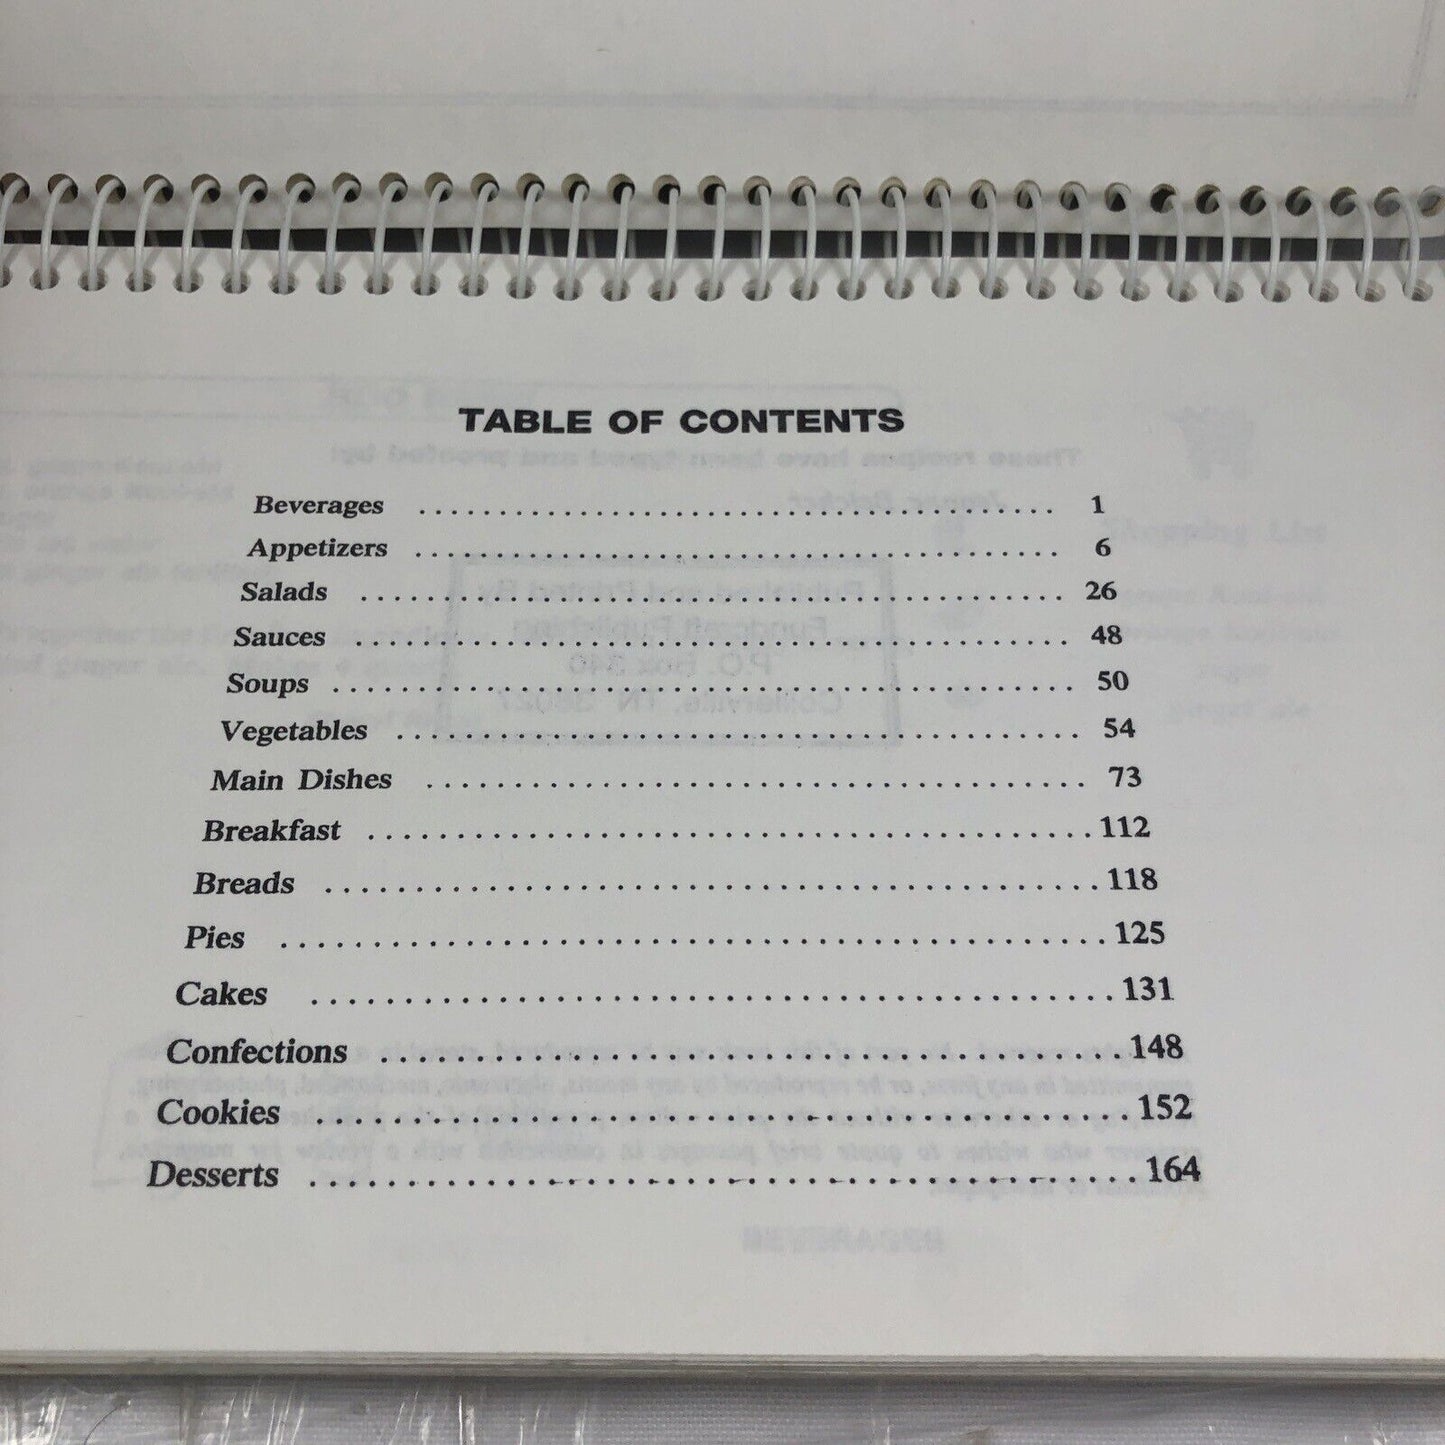 TABLE OF CONTENTS
Beverages ........................................ 1
Appetizers ........................................ 6
Salads ........................................ 26
Sauces ........................................ 48
Soups ........................................ 50
Vegetables ........................................ 54
Main Dishes ........................................ 73
Breakfast ........................................ 112
Breads ........................................ 118
Pies ........................................ 125
Cakes ........................................ 131
Confections ........................................ 148
Cookies ........................................ 152
Desserts ........................................ 164